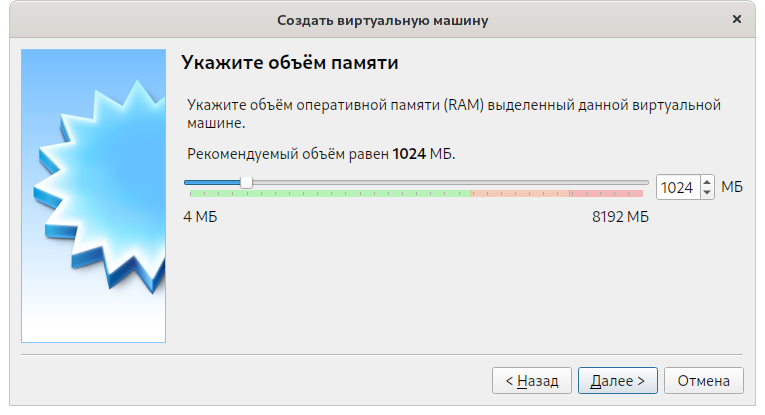 Создать виртуальную машину
Укажите объём памяти
Укажите объём оперативной памяти (RAM) выделенный данной виртуальной
машине.
Рекомендуемый объём равен 1024 МБ.
1024 МБ
4 МБ 8192 МБ
< Назад Далее > Отмена